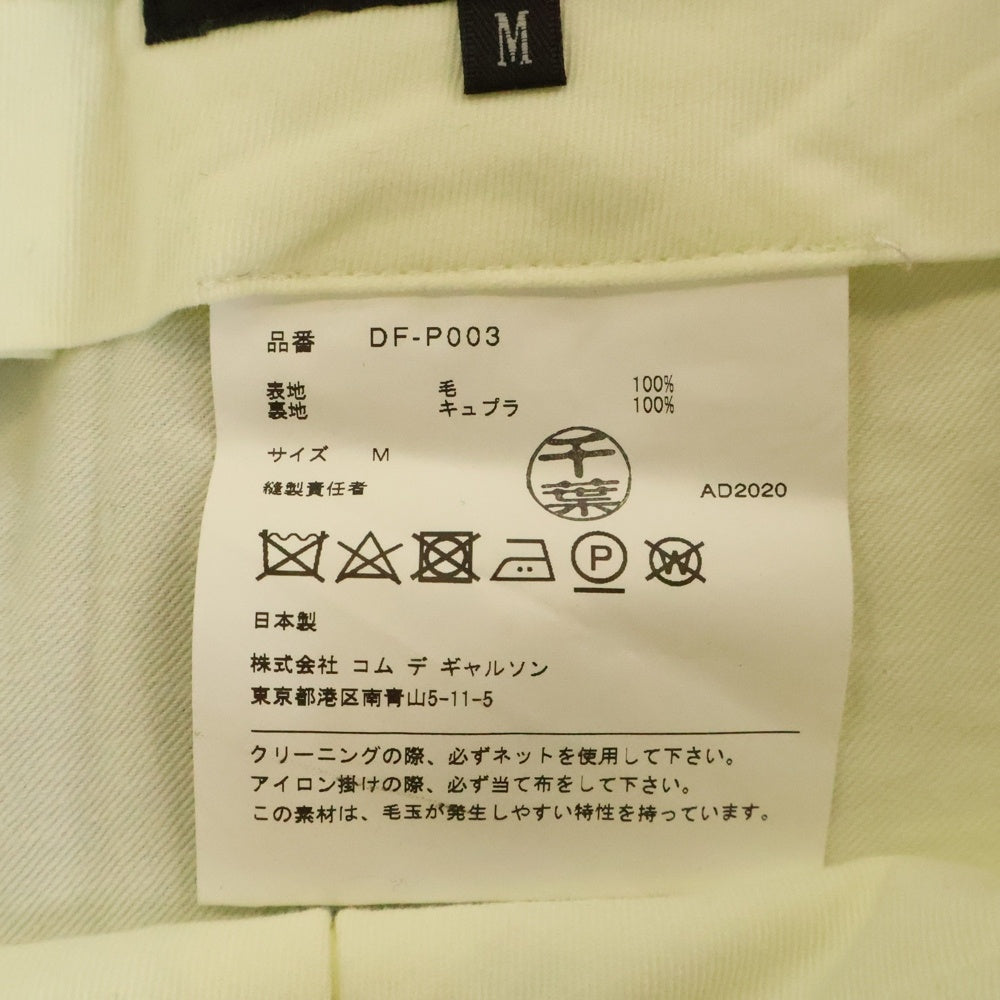 M
品番 DF-P003
表地 毛 100%
裏地 キュプラ 100%
サイズ M
千葉
縫製責任者 AD2020
P W
日本製
株式会社 コム デ ギャルソン
東京都港区南青山5-11-5
クリーニングの際、必ずネットを使用して下さい。
アイロン掛けの際、必ず当て布をして下さい。
この素材は、毛玉が発生しやすい特性を持っています。